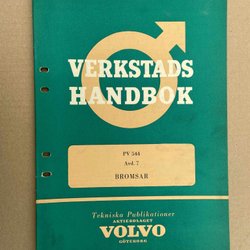 VERKSTADS
HANDBOK
PV 544
Avd. 7
BROMSAR
Tekniska Publikationer
AKTIEBOLAGET
VOLVO
GÖTEBORG